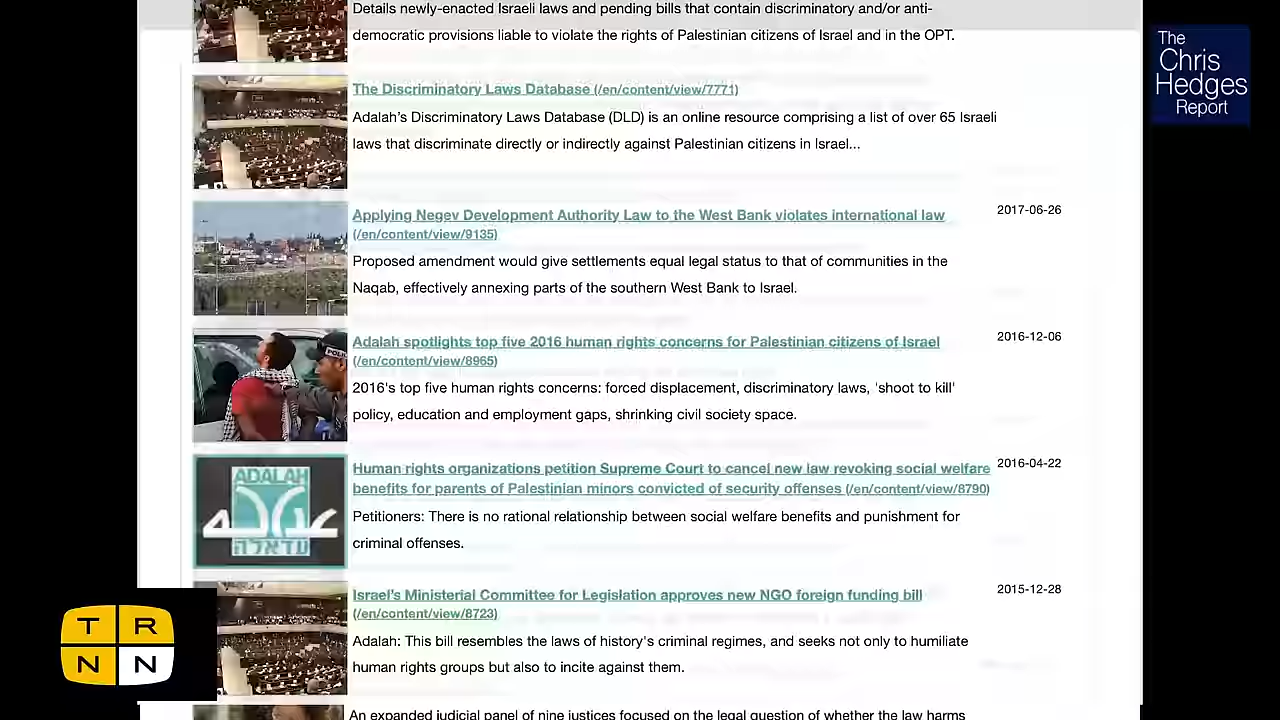 Details newly-enacted Israeli laws and pending bills that contain discriminatory and/or anti-
democratic provisions liable to violate the rights of Palestinian citizens of Israel and in the OPT.
The Chris Hedges Report
The Discriminatory Laws Database (/en/content/view/7771)
Adalah's Discriminatory Laws Database (DLD) is an online resource comprising a list of over 65 Israeli
laws that discriminate directly or indirectly against Palestinian citizens in Israel...
Applying Negev Development Authority Law to the West Bank violates international law
2017-06-26
(/en/content/view/9135)
Proposed amendment would give settlements equal legal status to that of communities in the
Naqab, effectively annexing parts of the southern West Bank to Israel.
Adalah spotlights top five 2016 human rights concerns for Palestinian citizens of Israel
2016-12-06
(/en/content/view/8965)
2016's top five human rights concerns: forced displacement, discriminatory laws, 'shoot to kill'
policy, education and employment gaps, shrinking civil society space.
Human rights organizations petition Supreme Court to cancel new law revoking social welfare
2016-04-22
benefits for parents of Palestinian minors convicted of security offenses (/en/content/view/8790)
Petitioners: There is no rational relationship between social welfare benefits and punishment for
criminal offenses.
ADALAH
עדאלה
Israel's Ministerial Committee for Legislation approves new NGO foreign funding bill
2015-12-28
(/en/content/view/8723)
Adalah: This bill resembles the laws of history's criminal regimes, and seeks not only to humiliate
human rights groups but also to incite against them.
TR
NN
An expanded judicial panel of nine justices focused on the legal question of whether the law harms